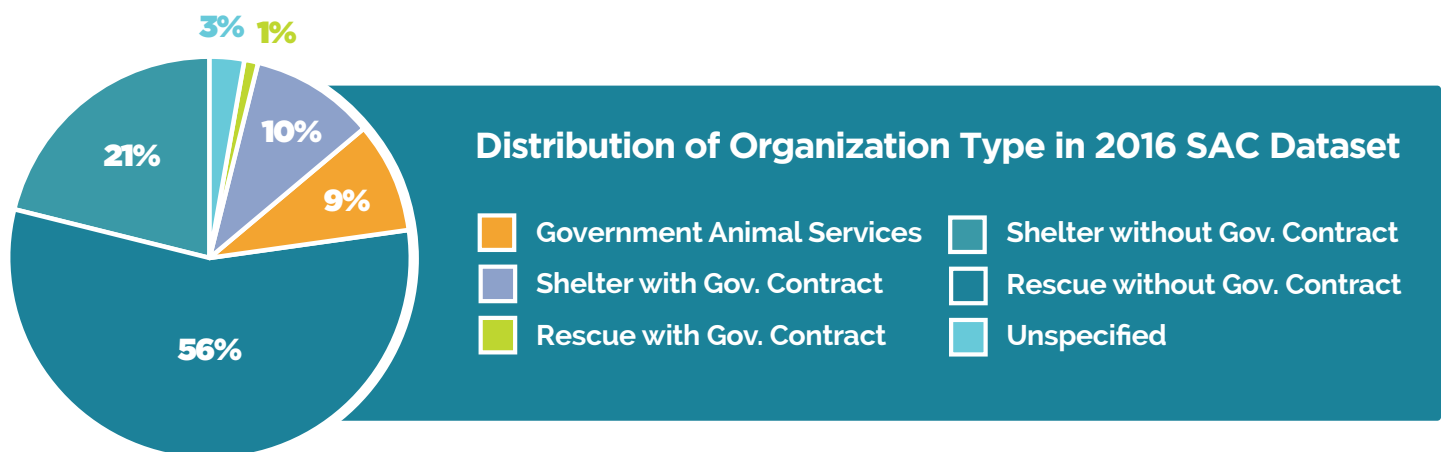 3%
1%
10%
21%
9%
56%
Distribution of Organization Type in 2016 SAC Dataset
Government Animal Services
Shelter with Gov. Contract
Rescue with Gov. Contract
Shelter without Gov. Contract
Rescue without Gov. Contract
Unspecified